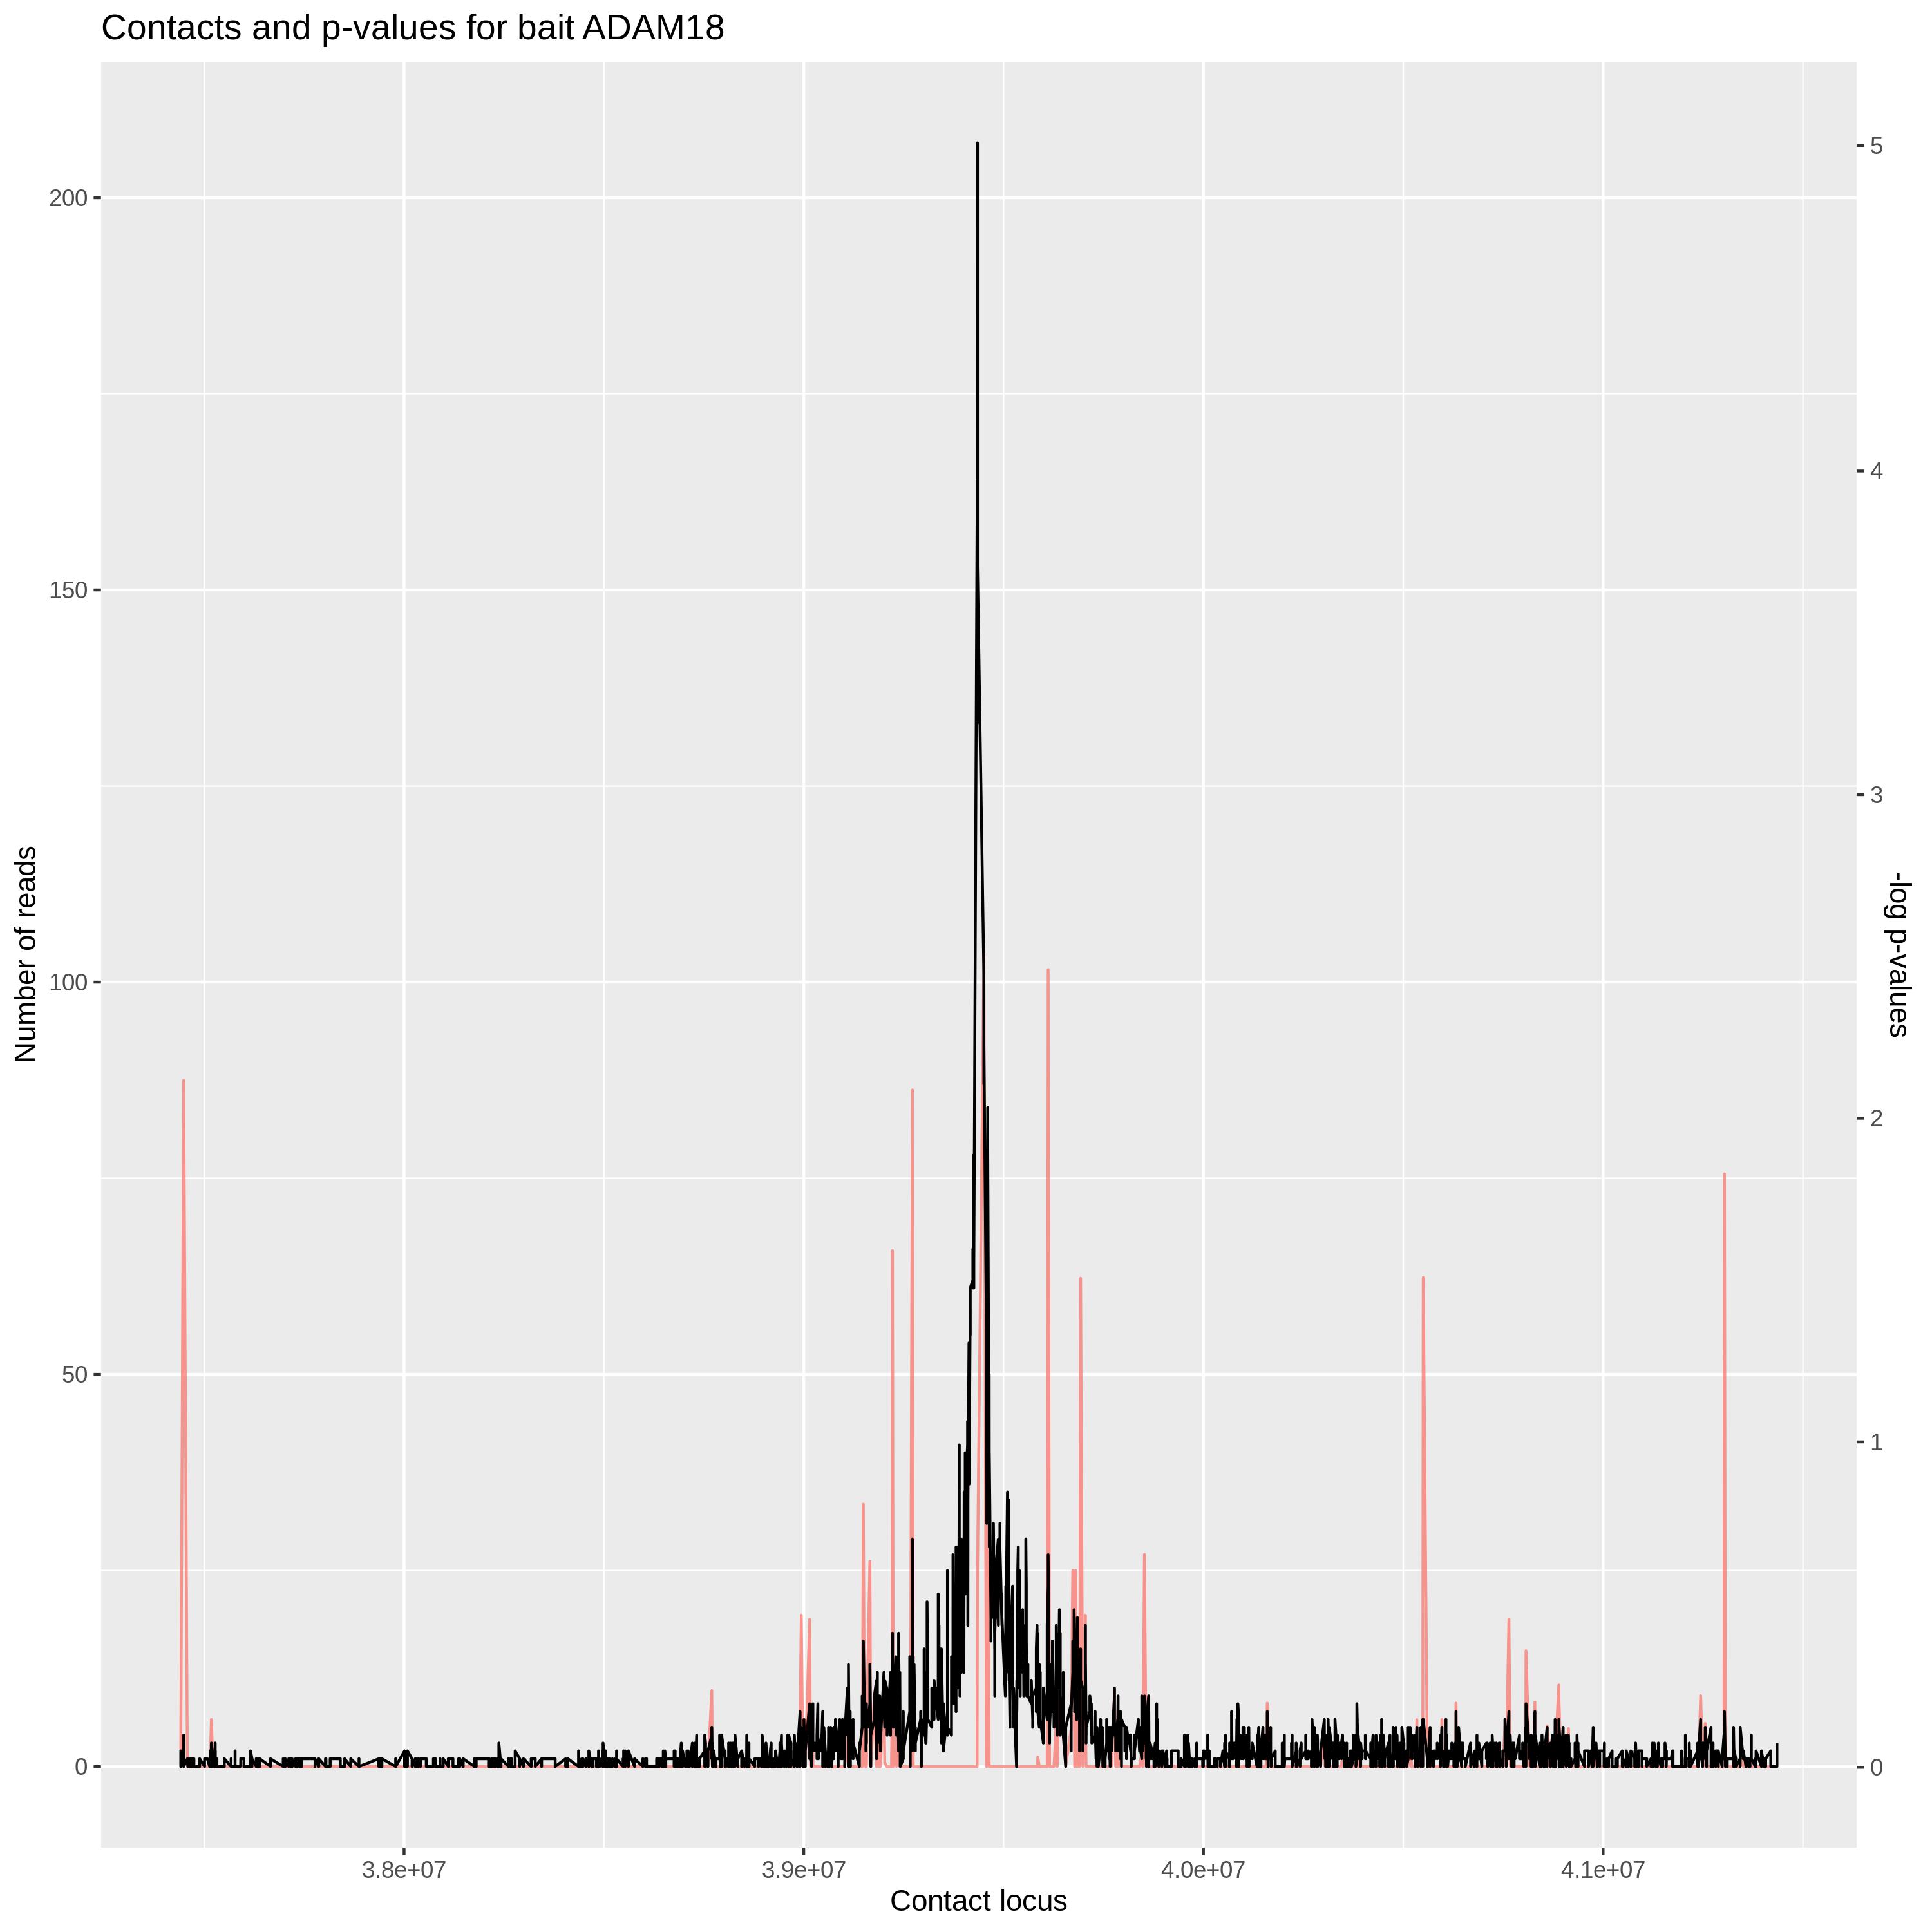 Contacts and p-values for bait ADAM18
Number of reads
200
150
100
50
0
5
4
3
2
1
0
-log p-values
3.8e+07
3.9e+07
4.0e+07
4.1e+07
Contact locus